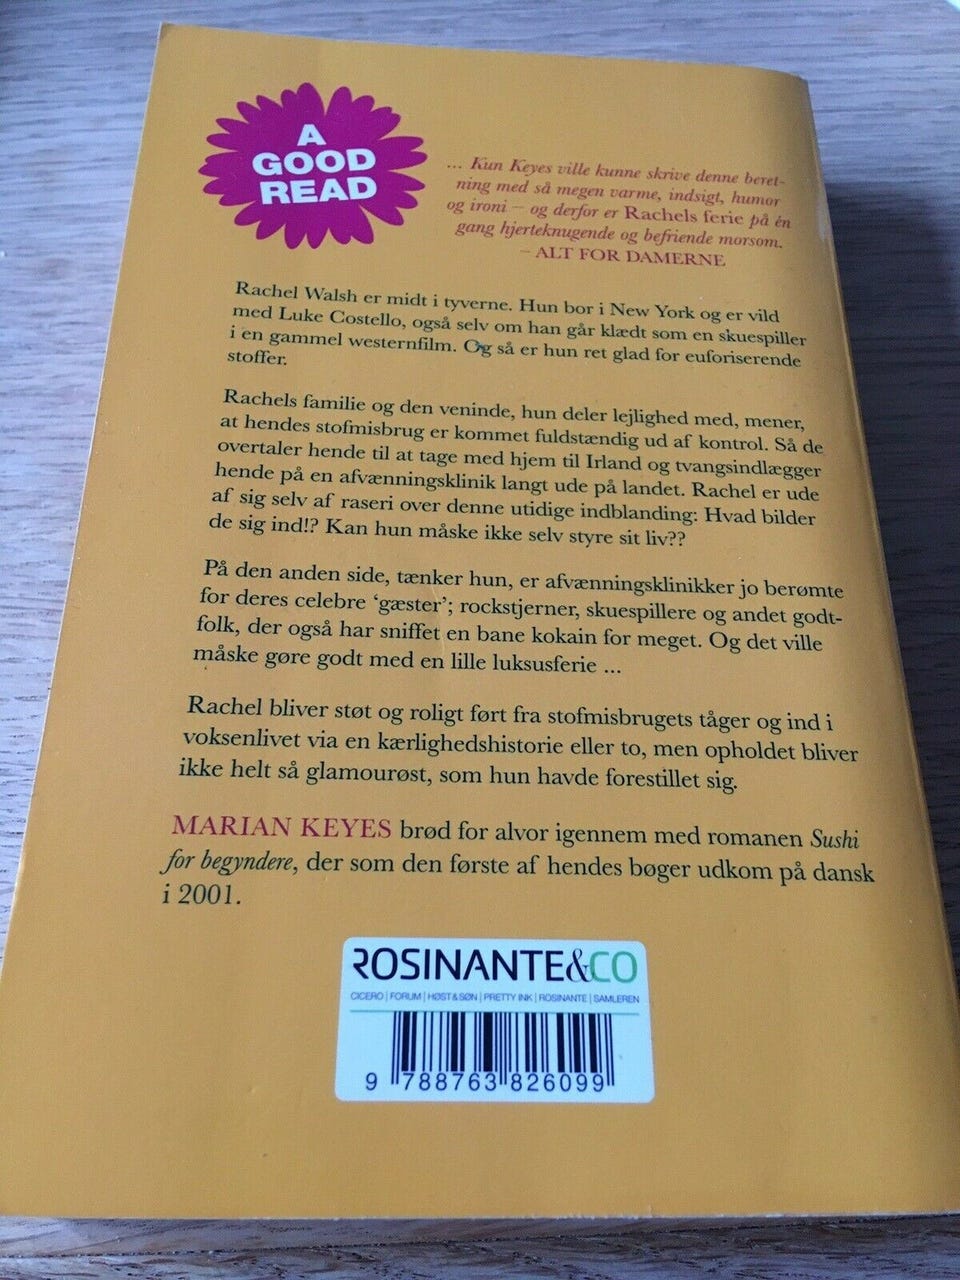 A
GOOD
READ
... Kun Keyes ville kunne skrive denne beret-
ning med så megen varme, indsigt, humor
og ironi – og derfor er Rachels ferie på én
gang hjerteknugende og befriende morsom.
– ALT FOR DAMERNE
Rachel Walsh er midt i tyverne. Hun bor i New York og er vild
med Luke Costello, også selv om han går klædt som en skuespiller
i en gammel westernfilm. Og så er hun ret glad for euforiserende
stoffer.
Rachels familie og den veninde, hun deler lejlighed med, mener,
at hendes stofmisbrug er kommet fuldstændig ud af kontrol. Så de
overtaler hende til at tage med hjem til Irland og tvangsindlægger
hende på en afvænningsklinik langt ude på landet. Rachel er ude
af sig selv af raseri over denne utidige indblanding: Hvad bilder
de sig ind!? Kan hun måske ikke selv styre sit liv??
På den anden side, tænker hun, er afvænningsklinikker jo berømte
for deres celebre ‘gæster’; rockstjerner, skuespillere og andet godt-
folk, der også har sniffet en bane kokain for meget. Og det ville
måske gøre godt med en lille luksusferie ...
Rachel bliver støt og roligt ført fra stofmisbrugets tåger og ind i
voksenlivet via en kærlighedshistorie eller to, men opholdet bliver
ikke helt så glamourøst, som hun havde forestillet sig.
MARIAN KEYES brød for alvor igennem med romanen Sushi
for begyndere, der som den første af hendes bøger udkom på dansk
i 2001.
ROSINANTE&CO
CICERO | FORUM | HØST & SØN | PRETTY INK | ROSINANTE | SAMLEREN
9 788763 826099